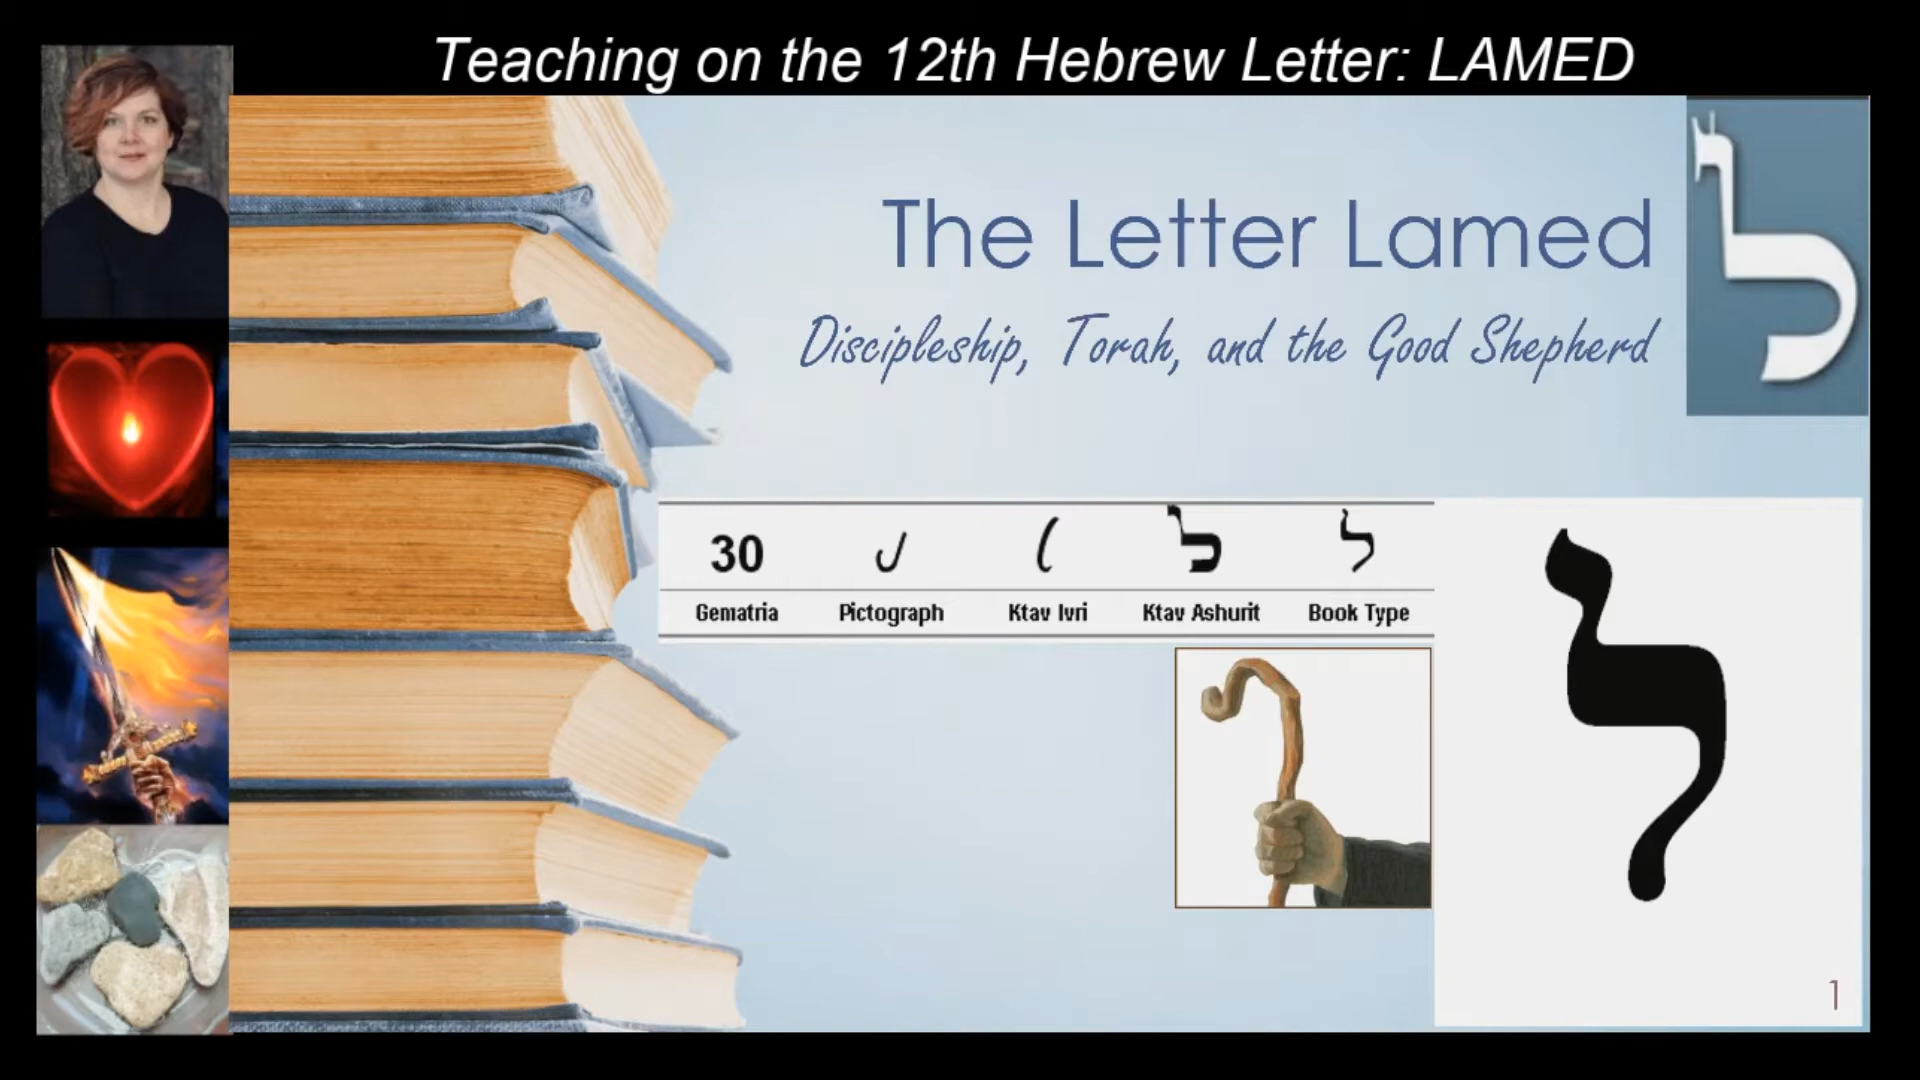 Teaching on the 12th Hebrew Letter: LAMED
The Letter Lamed
Discipleship, Torah, and the Good Shepherd
ל
30 ל ל ל ל
Gematria Pictograph Ktav Ivri Ktav Ashurit Book Type
ל
1